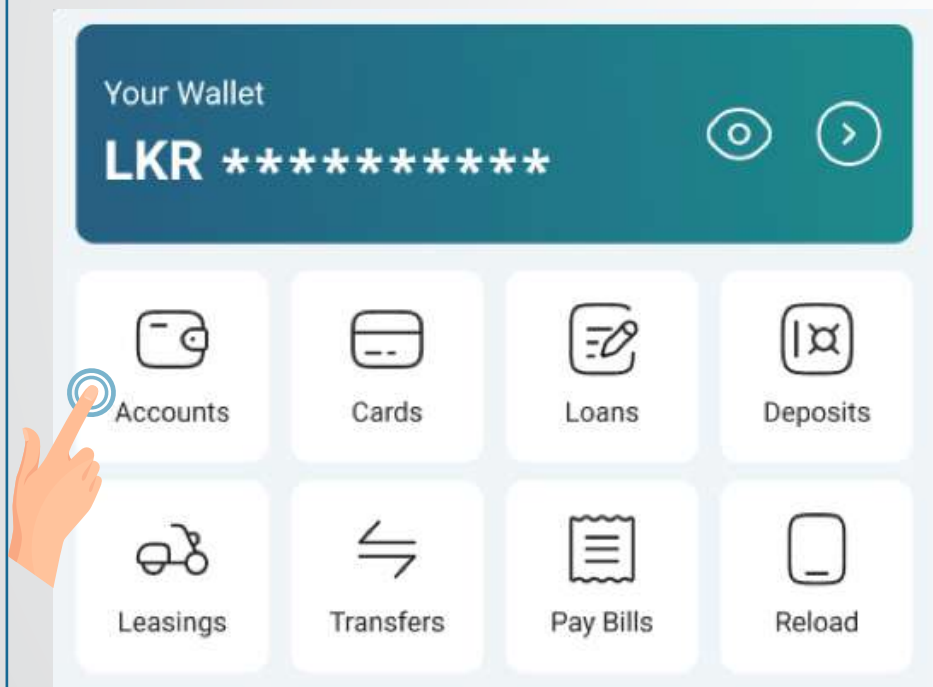 Your Wallet
LKR **********
Accounts Cards Loans Deposits
Leasings Transfers Pay Bills Reload